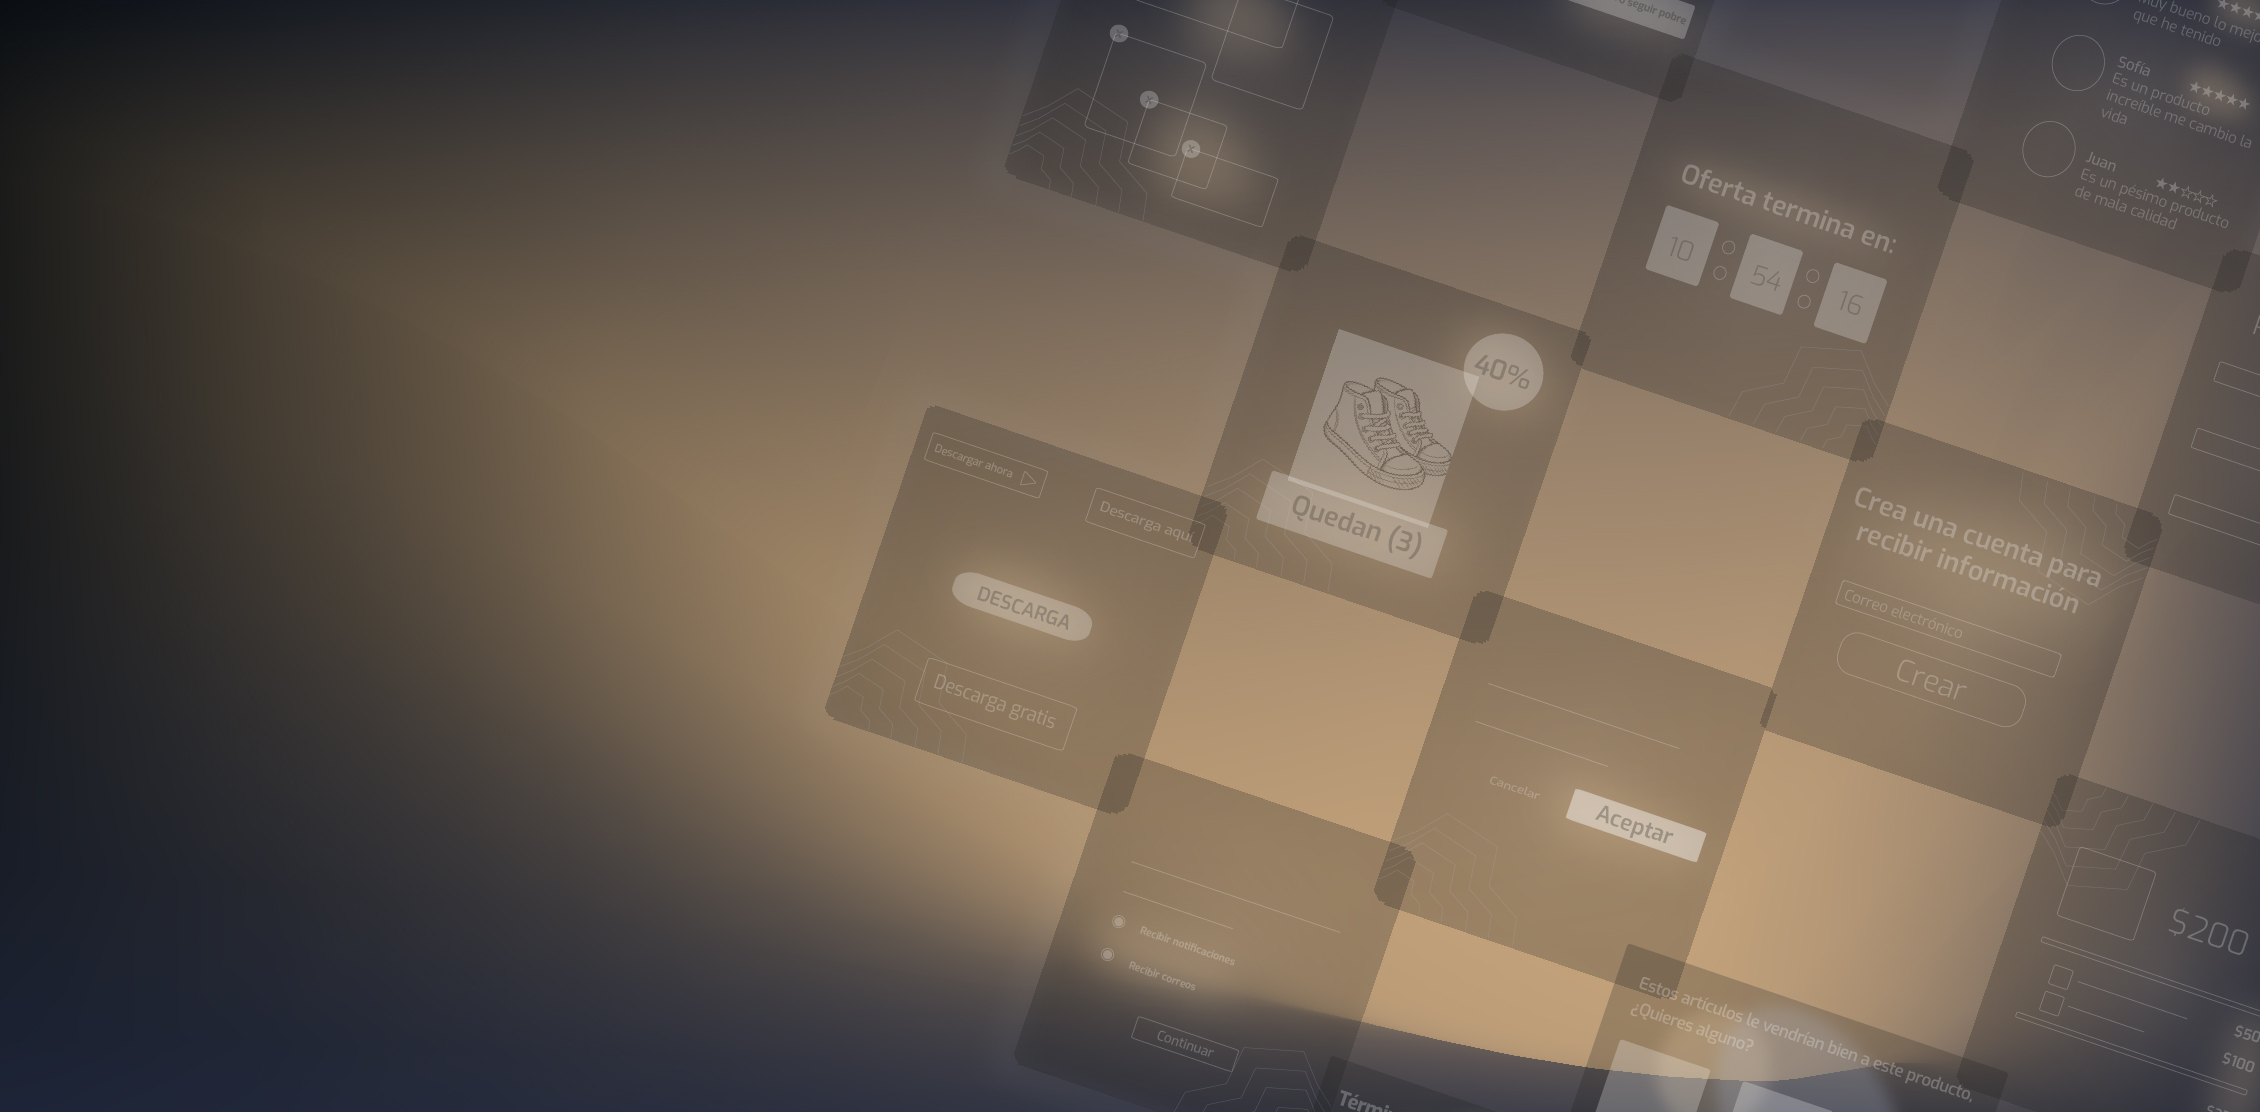 seguir pobre
Muy bueno lo mejor
que he tenido
★★★★
Sofía
★★★★★
Es un producto
increíble me cambio la
vida
Juan
★★☆☆☆
Es un pésimo producto
de mala calidad
Oferta termina en:
10 : 54 : 16
40%
Quedan (3)
Descargar ahora
Descarga aquí
DESCARGA
Descarga gratis
Crea una cuenta para
recibir información
Correo electrónico
Crear
Cancelar
Aceptar
Recibir notificaciones
Recibir correos
Continuar
Estos artículos le vendrían bien a este producto,
¿Quieres alguno?
$200
$50
$100